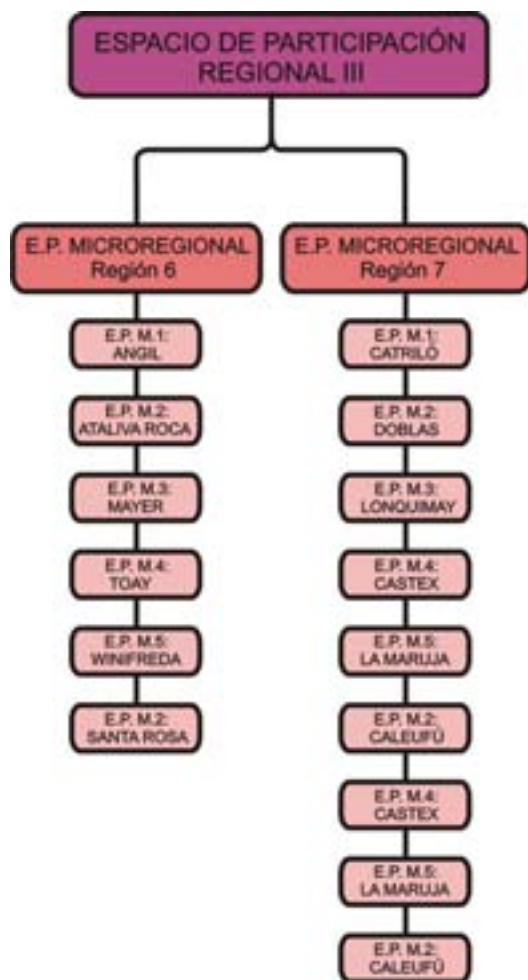 ESPACIO DE PARTICIPACIÓN
REGIONAL III
E.P. MICROREGIONAL
Región 6
E.P. M.1:
ANGIL
E.P. M.2:
ATALIVA ROCA
E.P. M.3:
MAYER
E.P. M.4:
TOAY
E.P. M.5:
WINIFREDA
E.P. M.2:
SANTA ROSA
E.P. MICROREGIONAL
Región 7
E.P. M.1:
CATRILÓ
E.P. M.2:
DOBLAS
E.P. M.3:
LONQUIMAY
E.P. M.4:
CASTEX
E.P. M.5:
LA MARUJA
E.P. M.2:
CALEUFÚ
E.P. M.4:
CASTEX
E.P. M.5:
LA MARUJA
E.P. M.2:
CALEUFÚ